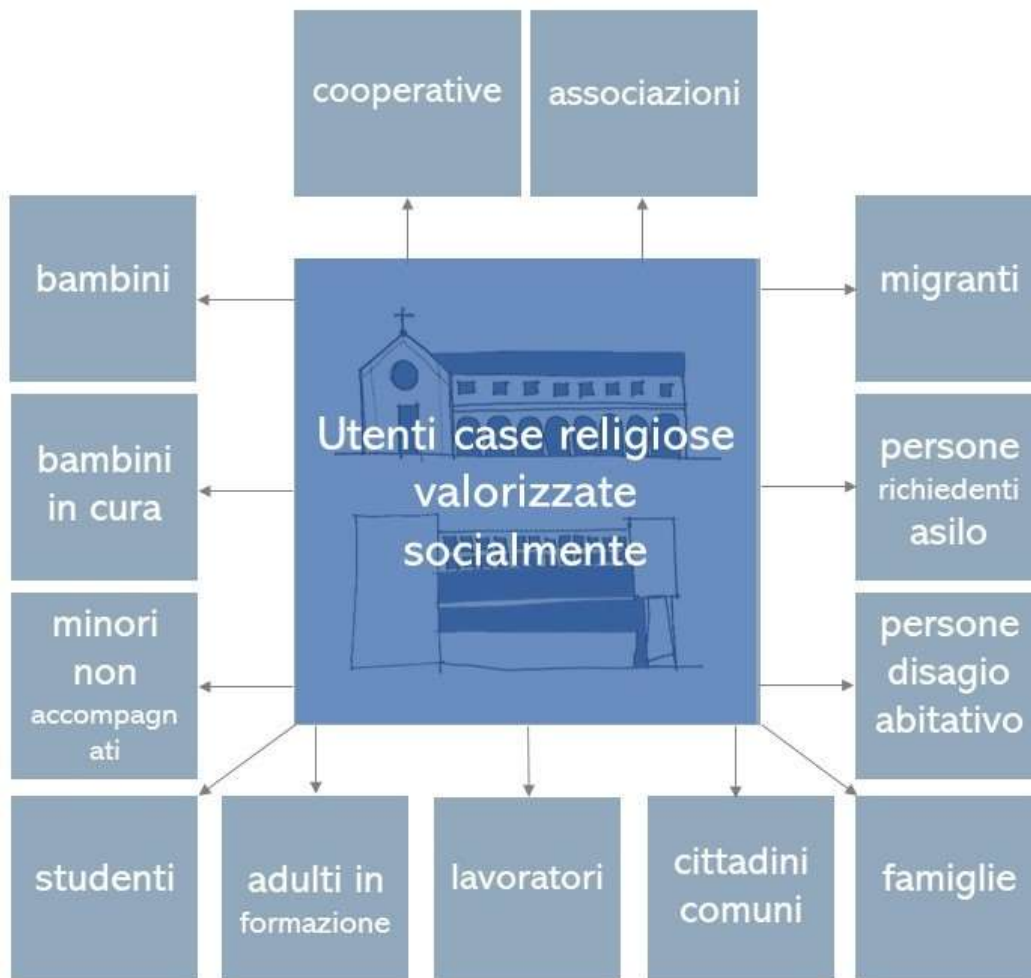 cooperative
associazioni
bambini
migranti
Utenti case religiose
valorizzate
socialmente
bambini
in cura
persone
richiedenti
asilo
minori
non
accompagn
ati
persone
disagio
abitativo
studenti
adulti in
formazione
lavoratori
cittadini
comuni
famiglie